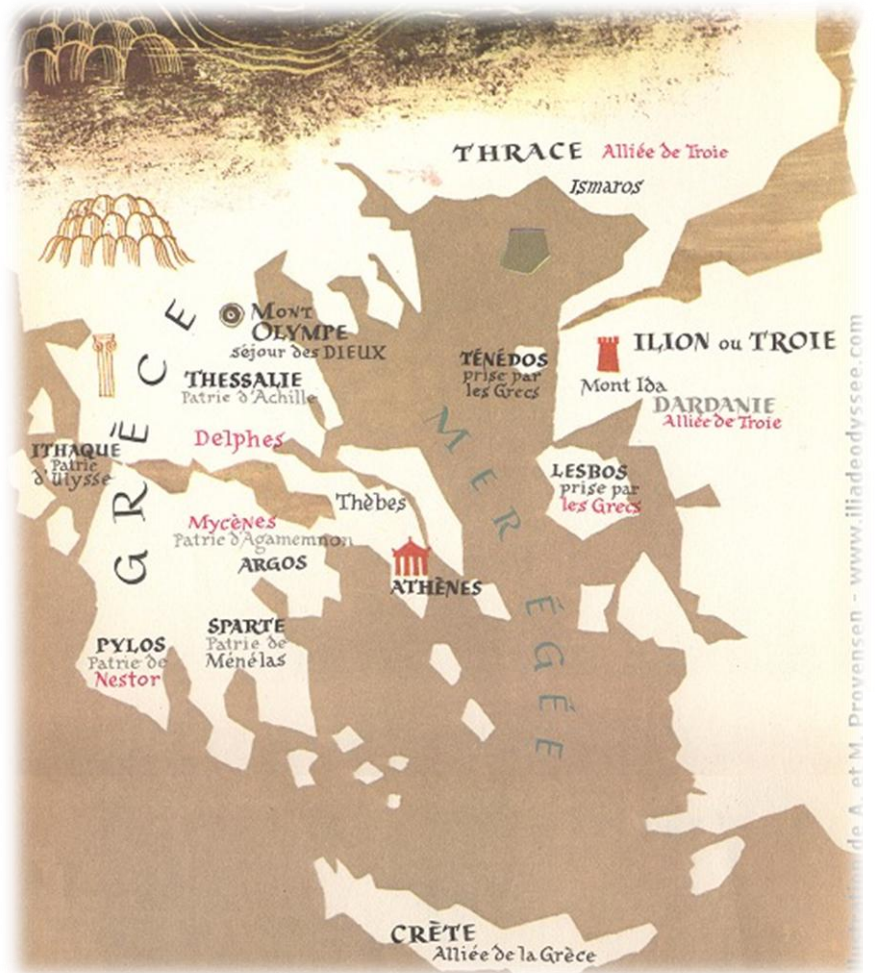 THRACE Alliée de Troie
Ismaros
GRÈCE
MONT
OLYMPE
séjour des DIEUX
ILION ou TROIE
TÉNÉDOS
prise par
les Grecs
Mont Ida
DARDANIE
Alliée de Troie
THESSALIE
Patrie d'Achille
MER ÉGÉE
Delphes
ITHAQUE
Patrie
d'Ulysse
LESBOS
prise par
les Grecs
Thèbes
Mycènes
Patrie d'Agamemnon
ARGOS
ATHÈNES
SPARTE
Patrie de
Ménélas
PYLOS
Patrie de
Nestor
CRÈTE
Alliée de la Grèce
de A. et M. Provensen - www.iliadeodyssee.com